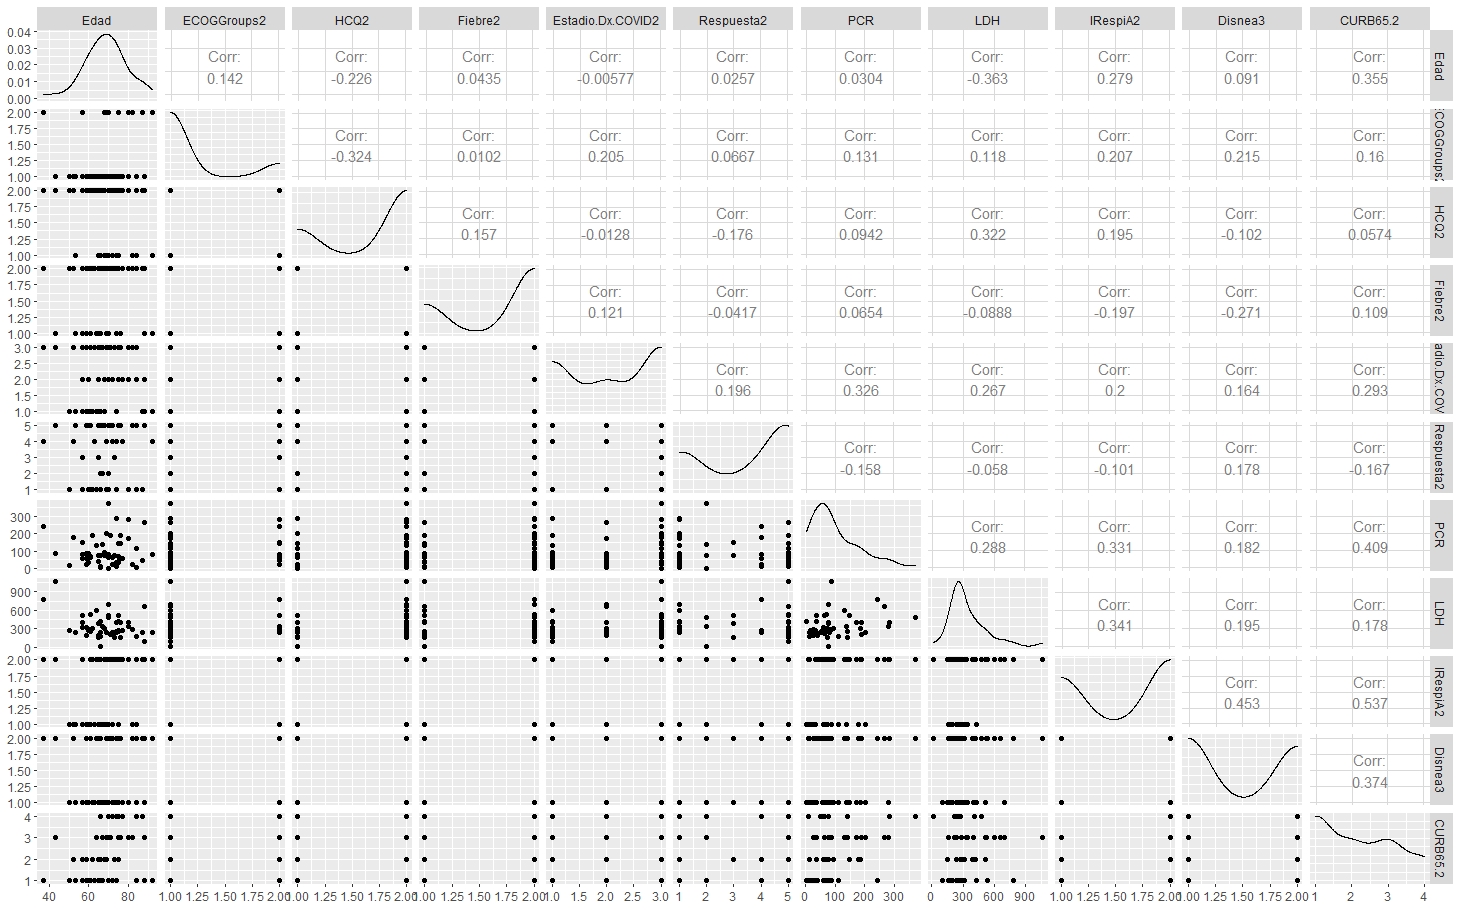 Edad ECOGGroups2 HCQ2 Fiebre2 Estadio.Dx.COVID2 Respuesta2 PCR LDH IRespiA2 Disnea3 CURB65.2
0.04
0.03
0.02
0.01
0.00
Corr: Corr: Corr: Corr: Corr: Corr: Corr: Corr: Corr: Corr:
0.142 -0.226 0.0435 -0.00577 0.0257 0.0304 -0.363 0.279 0.091 0.355
Edad
2.00
1.75
1.50
1.25
1.00
Corr: Corr: Corr: Corr: Corr: Corr: Corr: Corr: Corr:
-0.324 0.0102 0.205 0.0667 0.131 0.118 0.207 0.215 0.16
COGGroups2
2.00
1.75
1.50
1.25
1.00
Corr: Corr: Corr: Corr: Corr: Corr: Corr: Corr:
0.157 -0.0128 -0.176 0.0942 0.322 0.195 -0.102 0.0574
HCQ2
2.00
1.75
1.50
1.25
1.00
Corr: Corr: Corr: Corr: Corr: Corr: Corr:
0.121 -0.0417 0.0654 -0.0888 -0.197 -0.271 0.109
Fiebre2
3.0
2.5
2.0
1.5
1.0
Corr: Corr: Corr: Corr: Corr: Corr:
0.196 0.326 0.267 0.2 0.164 0.293
adio.Dx.COV
5
4
3
2
1
Corr: Corr: Corr: Corr: Corr:
-0.158 -0.058 -0.101 0.178 -0.167
Respuesta2
300
200
100
0
Corr: Corr: Corr: Corr:
0.288 0.331 0.182 0.409
PCR
900
600
300
0
Corr: Corr: Corr:
0.341 0.195 0.178
LDH
2.00
1.75
1.50
1.25
1.00
Corr: Corr:
0.453 0.537
IRespiA2
2.00
1.75
1.50
1.25
1.00
Corr:
0.374
Disnea3
4
3
2
1
CURB65.2
40 60 80 1.00 1.25 1.50 1.75 2.00 1.00 1.25 1.50 1.75 2.00 1.00 1.25 1.50 1.75 2.00 1.0 1.5 2.0 2.5 3.0 1 2 3 4 5 0 100 200 300 0 300 600 900 1.00 1.25 1.50 1.75 2.00 1.00 1.25 1.50 1.75 2.00 1 2 3 4